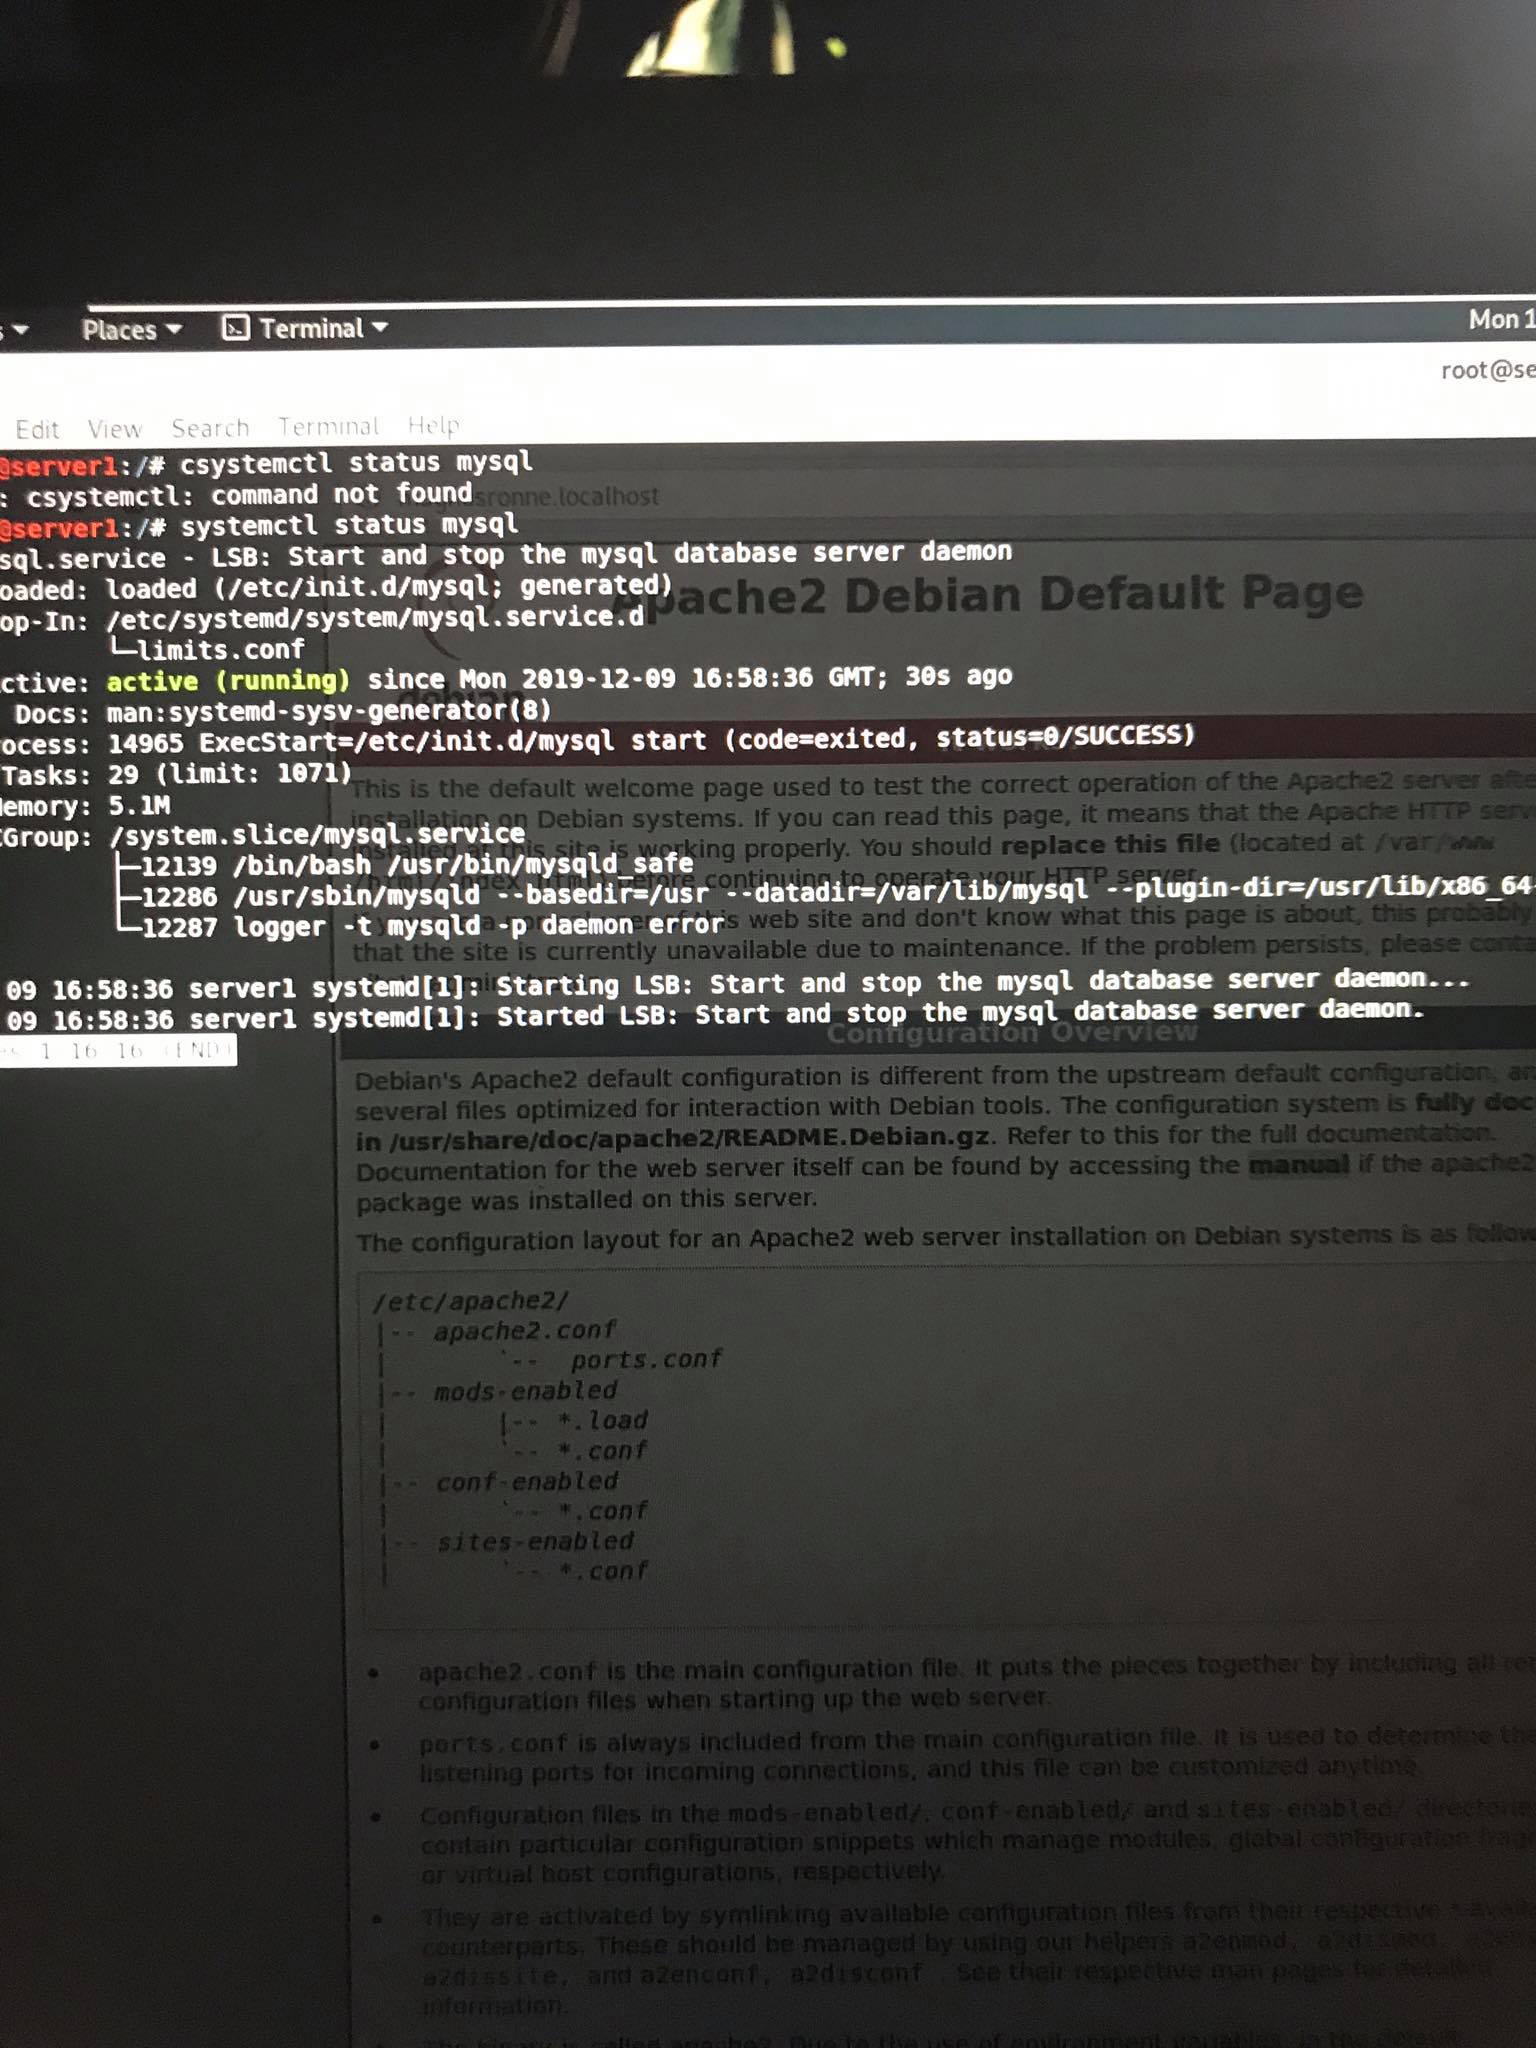 Places Terminal Mon 1
root@se
Edit View Search Terminal Help
@server1:/# csystemctl status mysql
: csystemctl: command not found
ronne.localhost
@server1:/# systemctl status mysql
sql.service - LSB: Start and stop the mysql database server daemon
oaded: loaded (/etc/init.d/mysql; generated)
Apache2 Debian Default Page
op-In: /etc/systemd/system/mysql.service.d
└─limits.conf
ctive: active (running) since Mon 2019-12-09 16:58:36 GMT; 30s ago
debian
Docs: man:systemd-sysv-generator(8)
ocess: 14965 ExecStart=/etc/init.d/mysql start (code=exited, status=0/SUCCESS)
Tasks: 29 (limit: 1071)
This is the default welcome page used to test the correct operation of the Apache2 server afte
emory: 5.1M
installation on Debian systems. If you can read this page, it means that the Apache HTTP serv
CGroup: /system.slice/mysql.service
installed at this site is working properly. You should replace this file (located at /var/www
├─12139 /bin/bash /usr/bin/mysqld_safe
/html/index.html) before continuing to operate your HTTP server.
├─12286 /usr/sbin/mysqld --basedir=/usr --datadir=/var/lib/mysql --plugin-dir=/usr/lib/x86_64-
is web site and don't know what this page is about, this probably
└─12287 logger -t mysqld -p daemon error
that the site is currently unavailable due to maintenance. If the problem persists, please conta
09 16:58:36 server1 systemd[1]: Starting LSB: Start and stop the mysql database server daemon...
09 16:58:36 server1 systemd[1]: Started LSB: Start and stop the mysql database server daemon.
Configuration Overview
1 16 16 (END)
Debian's Apache2 default configuration is different from the upstream default configuration, an
several files optimized for interaction with Debian tools. The configuration system is fully doc
in /usr/share/doc/apache2/README.Debian.gz. Refer to this for the full documentation.
Documentation for the web server itself can be found by accessing the manual if the apache2
package was installed on this server.
The configuration layout for an Apache2 web server installation on Debian systems is as follow
/etc/apache2/
|-- apache2.conf
| `-- ports.conf
|-- mods-enabled
| |-- *.load
| `-- *.conf
|-- conf-enabled
| `-- *.conf
|-- sites-enabled
| `-- *.conf
• apache2.conf is the main configuration file. It puts the pieces together by including all re
configuration files when starting up the web server.
• ports.conf is always included from the main configuration file. It is used to determine the
listening ports for incoming connections, and this file can be customized anytime.
• Configuration files in the mods-enabled/, conf-enabled/ and sites-enabled/ directorie
contain particular configuration snippets which manage modules, global configuration frag
or virtual host configurations, respectively.
• They are activated by symlinking available configuration files from their respective *-avail
counterparts. These should be managed by using our helpers a2enmod, a2dismod,
a2dissite, and a2enconf, a2disconf . See their respective man pages for detailed
information.
• The binary is called apache2. Due to the use of environment variables, in the default